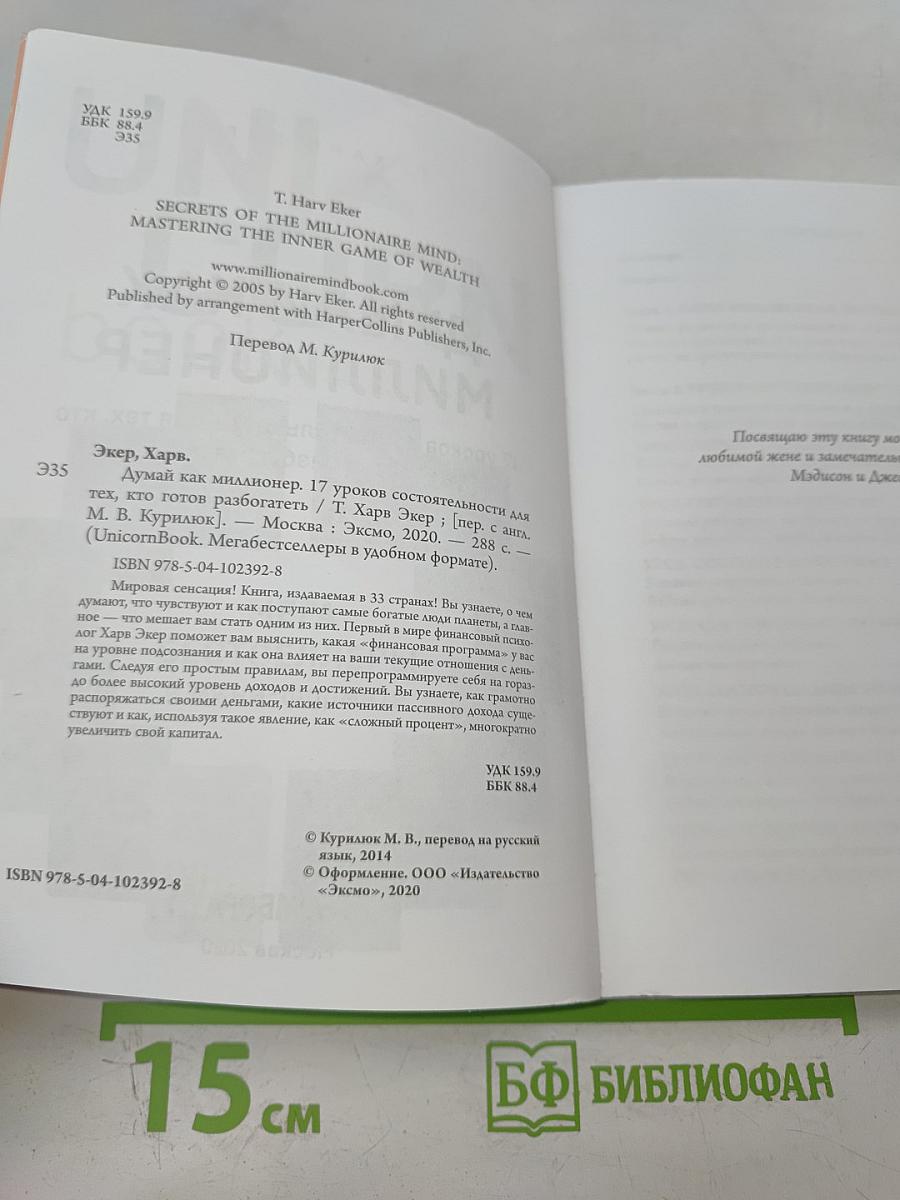 УДК 159.9
ББК 88.4
Э35
T. Harv Eker
SECRETS OF THE MILLIONAIRE MIND:
MASTERING THE INNER GAME OF WEALTH
www.millionairemindbook.com
Copyright © 2005 by Harv Eker. All rights reserved
Published by arrangement with HarperCollins Publishers, Inc.
Перевод М. Курилюк
Экер, Харв.
Э35 Думай как миллионер. 17 уроков состоятельности для
тех, кто готов разбогатеть / Т. Харв Экер ; [пер. с англ.
М. В. Курилюк]. — Москва : Эксмо, 2020. — 288 с. —
(UnicornBook. Мегабестселлеры в удобном формате).
ISBN 978-5-04-102392-8
Мировая сенсация! Книга, издаваемая в 33 странах! Вы узнаете, о чем
думают, что чувствуют и как поступают самые богатые люди планеты, а глав-
ное — что мешает вам стать одним из них. Первый в мире финансовый психо-
лог Харв Экер поможет вам выяснить, какая «финансовая программа» у вас
на уровне подсознания и как она влияет на ваши текущие отношения с день-
гами. Следуя его простым правилам, вы перепрограммируете себя на гораз-
до более высокий уровень доходов и достижений. Вы узнаете, как грамотно
распоряжаться своими деньгами, какие источники пассивного дохода суще-
ствуют и как, используя такое явление, как «сложный процент», многократно
увеличить свой капитал.
УДК 159.9
ББК 88.4
© Курилюк М. В., перевод на русский
язык, 2014
© Оформление. ООО «Издательство
«Эксмо», 2020
ISBN 978-5-04-102392-8
Посвящаю эту книгу
любимой жене и
Мэдисон и
15 см
БФ БИБЛИОФАН